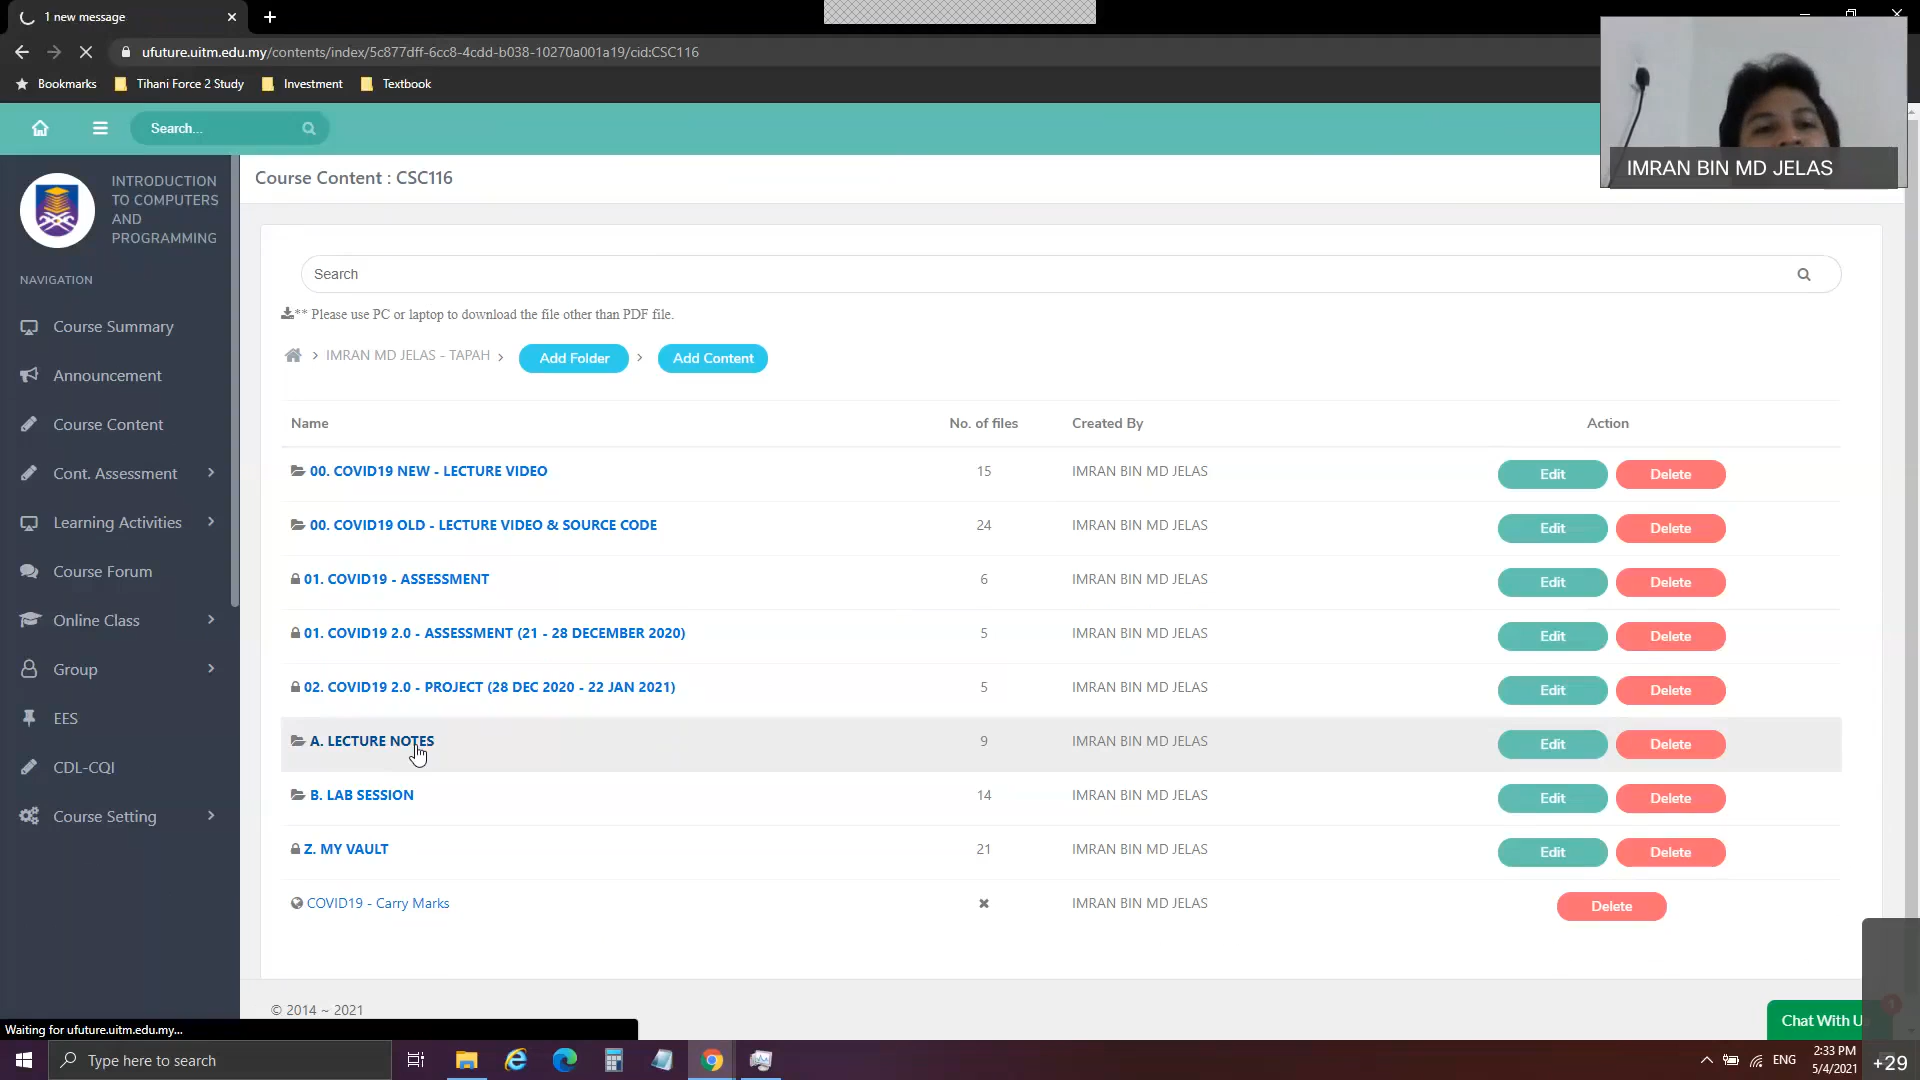 1 new message
ufuture.uitm.edu.my/contents/index/5c877dff-6cc8-4cdd-b038-10270a001a19/cid:CSC116
Bookmarks
Tihani Force 2 Study
Investment
Textbook
Search...
IMRAN BIN MD JELAS
INTRODUCTION
TO COMPUTERS
AND
PROGRAMMING
Course Content : CSC116
NAVIGATION
Course Summary
Announcement
Course Content
Cont. Assessment
Learning Activities
Course Forum
Online Class
Group
EES
CDL-CQI
Course Setting
Search
** Please use PC or laptop to download the file other than PDF file.
> IMRAN MD JELAS - TAPAH > Add Folder > Add Content
Name No. of files Created By Action
00. COVID19 NEW - LECTURE VIDEO 15 IMRAN BIN MD JELAS Edit Delete
00. COVID19 OLD - LECTURE VIDEO & SOURCE CODE 24 IMRAN BIN MD JELAS Edit Delete
01. COVID19 - ASSESSMENT 6 IMRAN BIN MD JELAS Edit Delete
01. COVID19 2.0 - ASSESSMENT (21 - 28 DECEMBER 2020) 5 IMRAN BIN MD JELAS Edit Delete
02. COVID19 2.0 - PROJECT (28 DEC 2020 - 22 JAN 2021) 5 IMRAN BIN MD JELAS Edit Delete
A. LECTURE NOTES 9 IMRAN BIN MD JELAS Edit Delete
B. LAB SESSION 14 IMRAN BIN MD JELAS Edit Delete
Z. MY VAULT 21 IMRAN BIN MD JELAS Edit Delete
COVID19 - Carry Marks IMRAN BIN MD JELAS Delete
© 2014 ~ 2021
Chat With U
1
Waiting for ufuture.uitm.edu.my...
Type here to search
ENG
2:33 PM
5/4/2021
+29